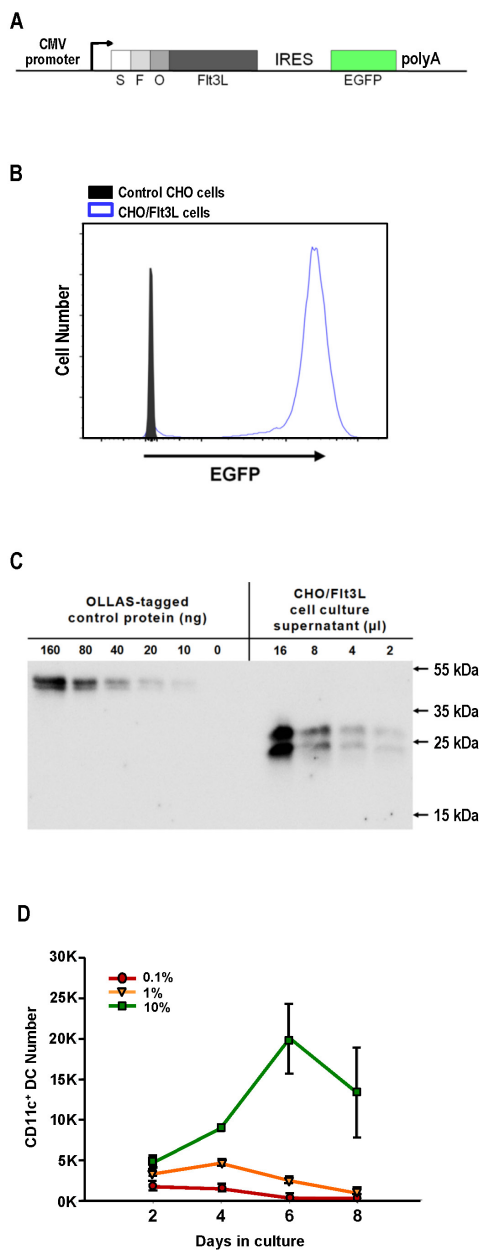 A
CMV
promoter
S F O Flt3L IRES EGFP polyA
B
Control CHO cells
CHO/Flt3L cells
Cell Number
EGFP
C
OLLAS-tagged
control protein (ng)
CHO/Flt3L
cell culture
supernatant (µl)
160 80 40 20 10 0 16 8 4 2
55 kDa
35 kDa
25 kDa
15 kDa
D
30K
25K
20K
15K
10K
5K
0K
0.1%
1%
10%
CD11c+ DC Number
2 4 6 8
Days in culture